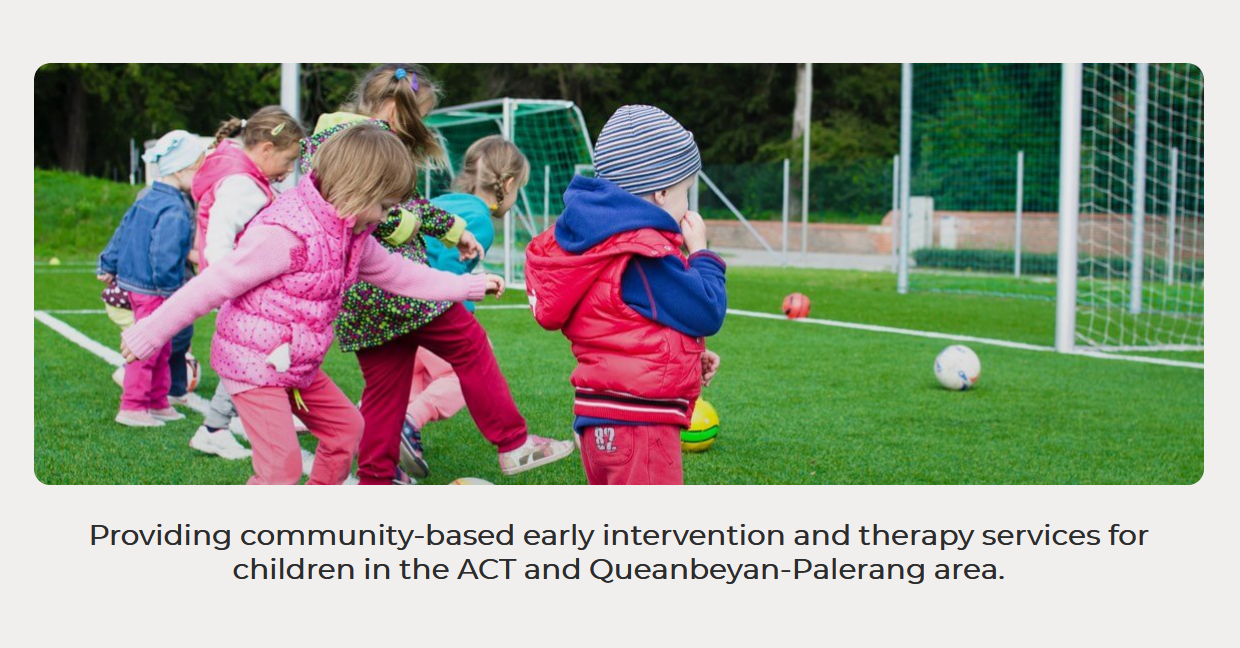 82
Providing community-based early intervention and therapy services for
children in the ACT and Queanbeyan-Palerang area.